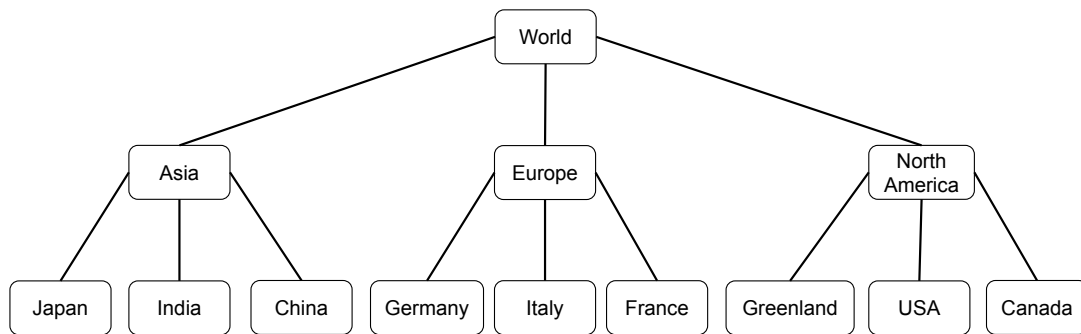 World
Asia
Europe
North
America
Japan
India
China
Germany
Italy
France
Greenland
USA
Canada